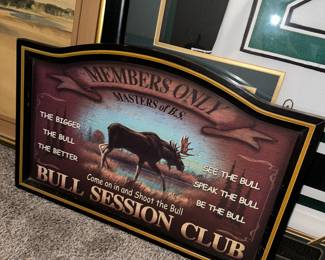 MEMBERS ONLY
MASTERS of B.S.
THE BIGGER
THE BULL
THE BETTER
SEE THE BULL
SPEAK THE BULL
BE THE BULL
Come on in and Shoot the Bull
BULL SESSION CLUB